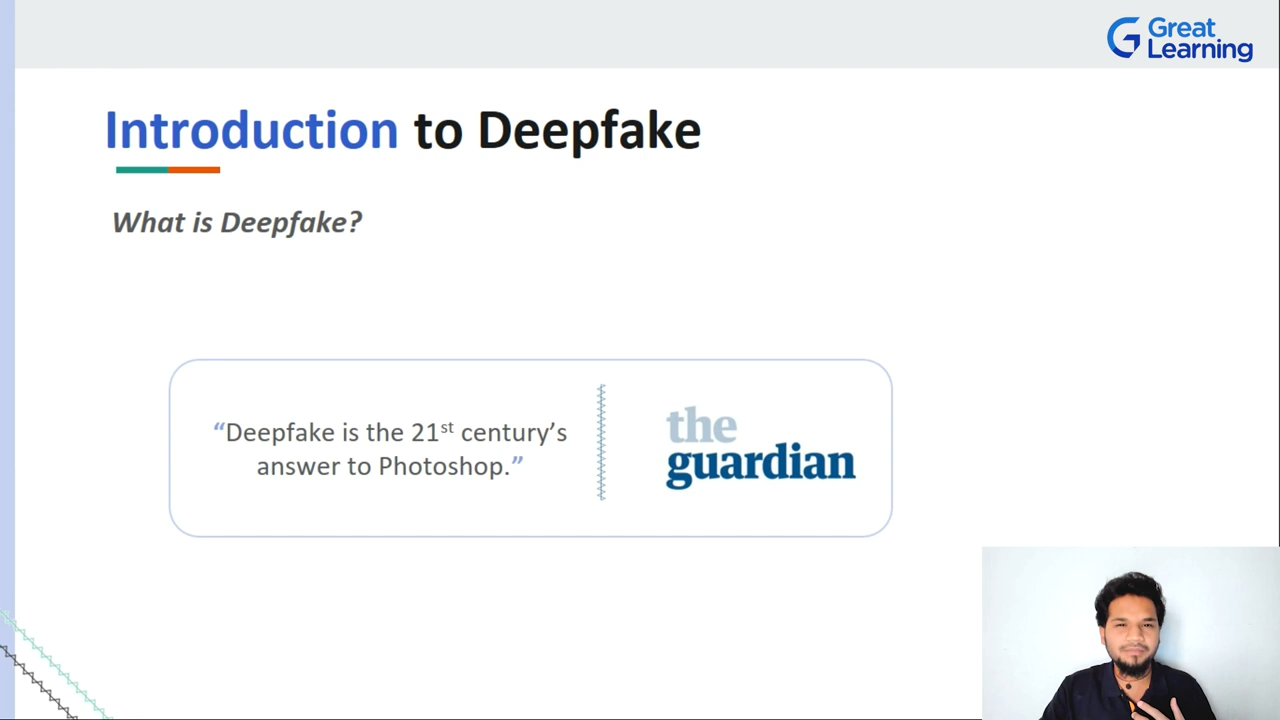 Great
Learning
Introduction to Deepfake
What is Deepfake?
“Deepfake is the 21st century’s
answer to Photoshop.”
the
guardian